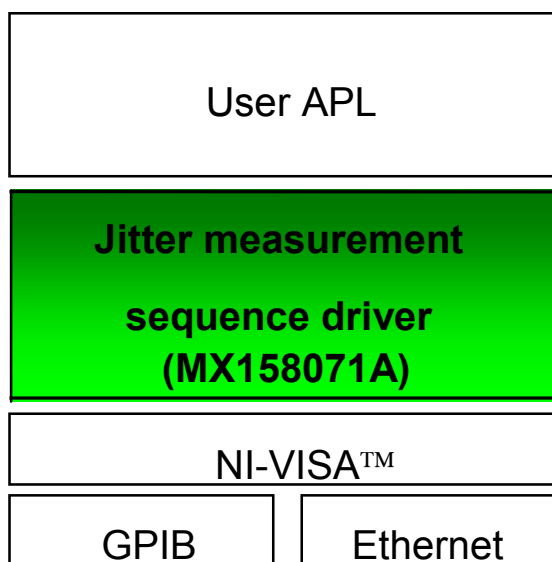 User APL
Jitter measurement
sequence driver
(MX158071A)
NI-VISA™
GPIB
Ethernet